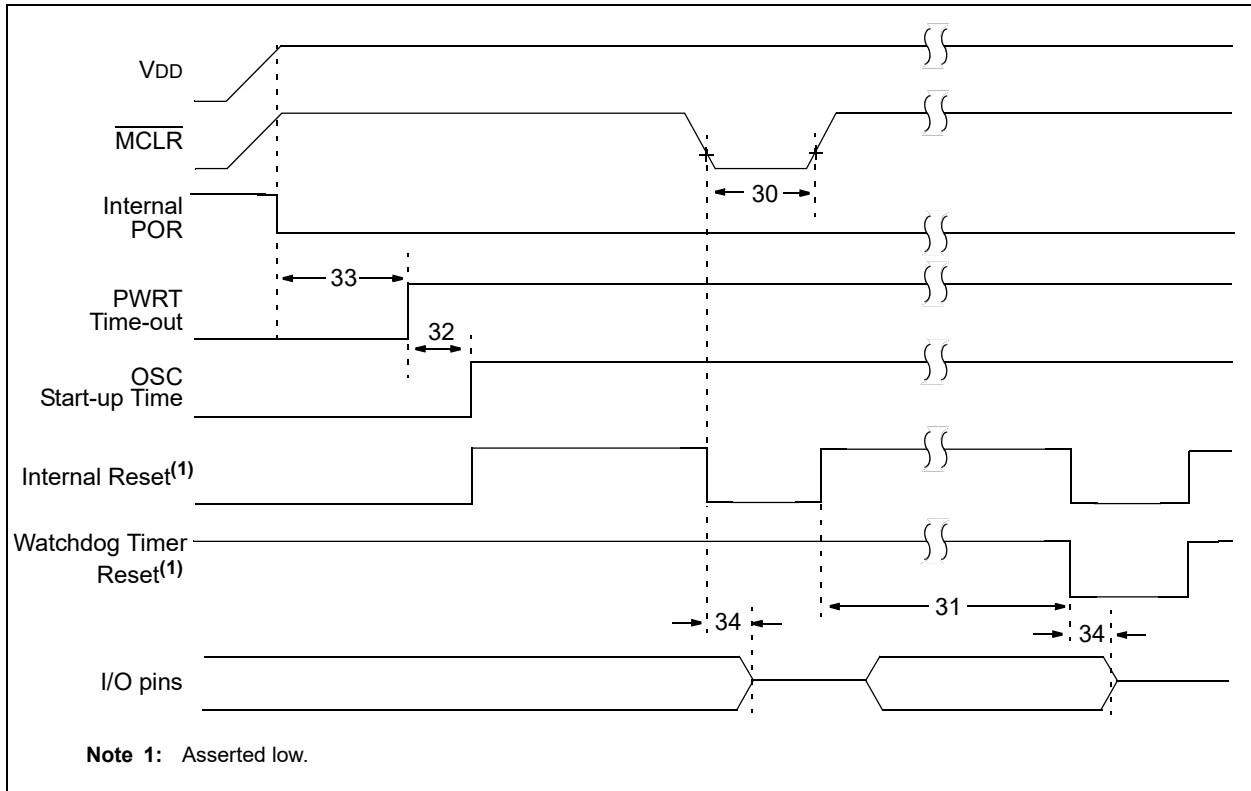 VDD
MCLR
30
Internal
POR
33
PWRT
Time-out
32
OSC
Start-up Time
Internal Reset(1)
Watchdog Timer
Reset(1)
31
34
34
I/O pins
Note 1: Asserted low.